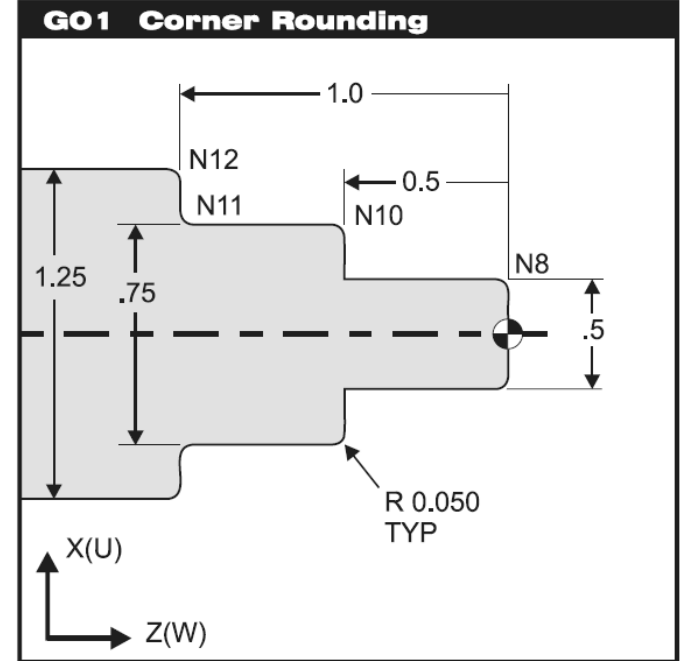 G01 Corner Rounding
1.0
N12
0.5
N11
N10
N8
1.25
.75
.5
R 0.050
TYP
X(U)
Z(W)